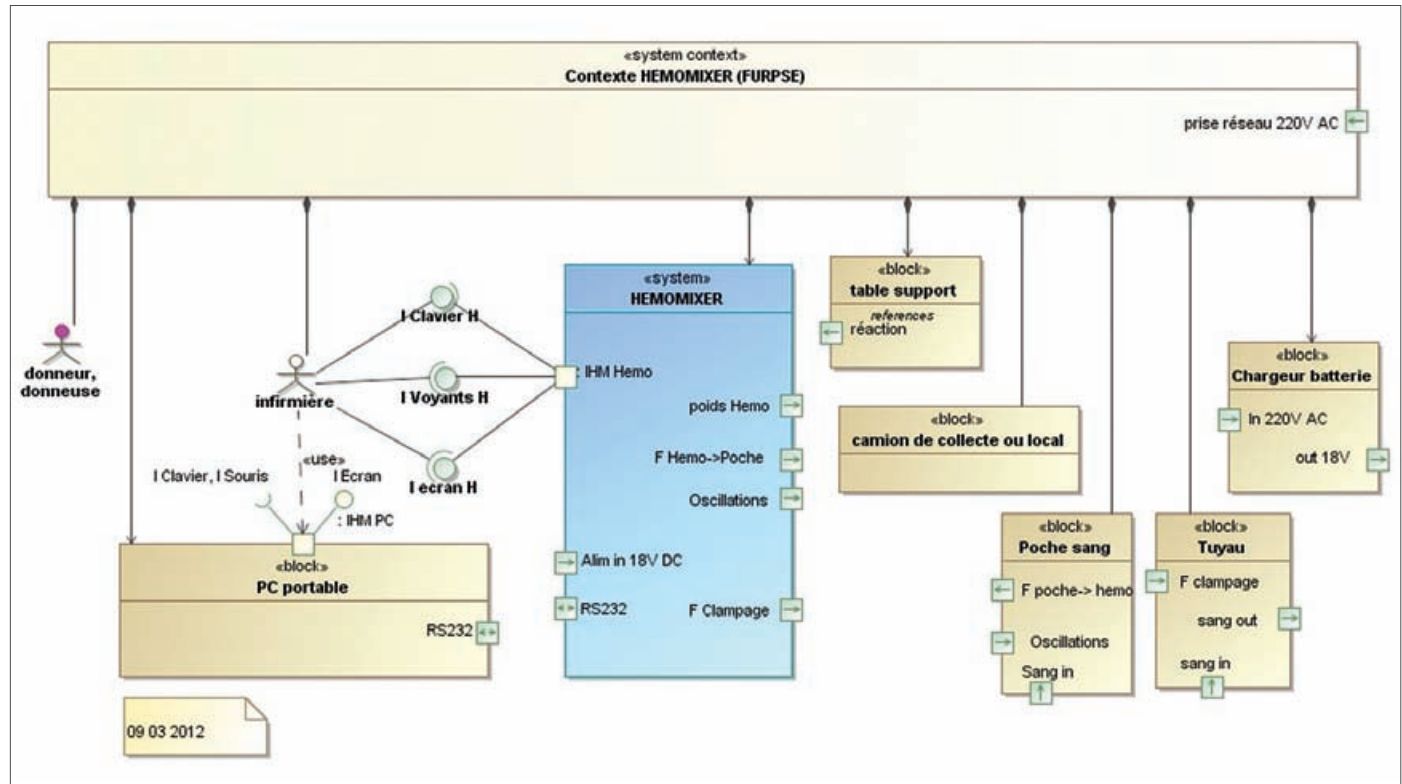 «system context»
Contexte HEMOMIXER (FURPSE)
prise réseau 220V AC
donneur,
donneuse
infirmière
I Clavier H
I Voyants H
I ecran H
«use»
I Clavier, I Souris
I Ecran
: IHM PC
«block»
PC portable
RS232
09 03 2012
«system»
HEMOMIXER
: IHM Hemo
poids Hemo
F Hemo->Poche
Oscillations
Alim in 18V DC
RS232
F Clampage
«block»
table support
references
réaction
«block»
camion de collecte ou local
«block»
Chargeur batterie
In 220V AC
out 18V
«block»
Poche sang
F poche-> hemo
Oscillations
Sang in
«block»
Tuyau
F clampage
sang out
sang in